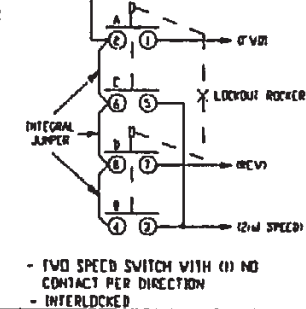 A
2 1 (FWD)
C
6 5 LOCKOUT ROCKER
INTEGRAL
JUMPER
D
8 7 (REV)
B
4 3 (2nd SPEED)
- TWO SPEED SWITCH WITH (1) NO
CONTACT PER DIRECTION
- INTERLOCKED